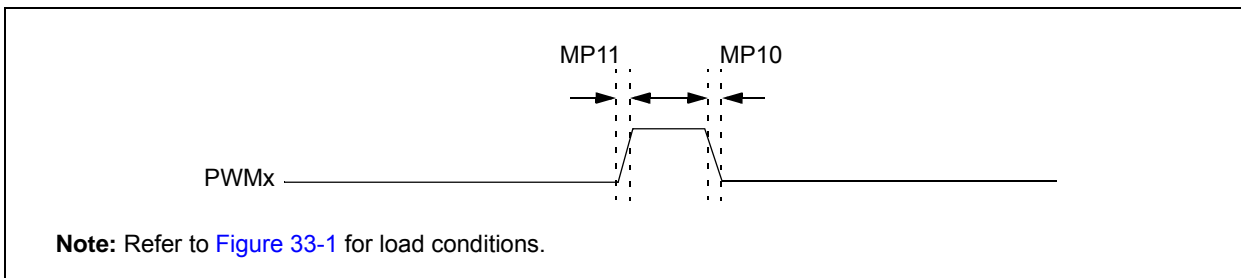 MP11 MP10
PWMx
Note: Refer to Figure 33-1 for load conditions.